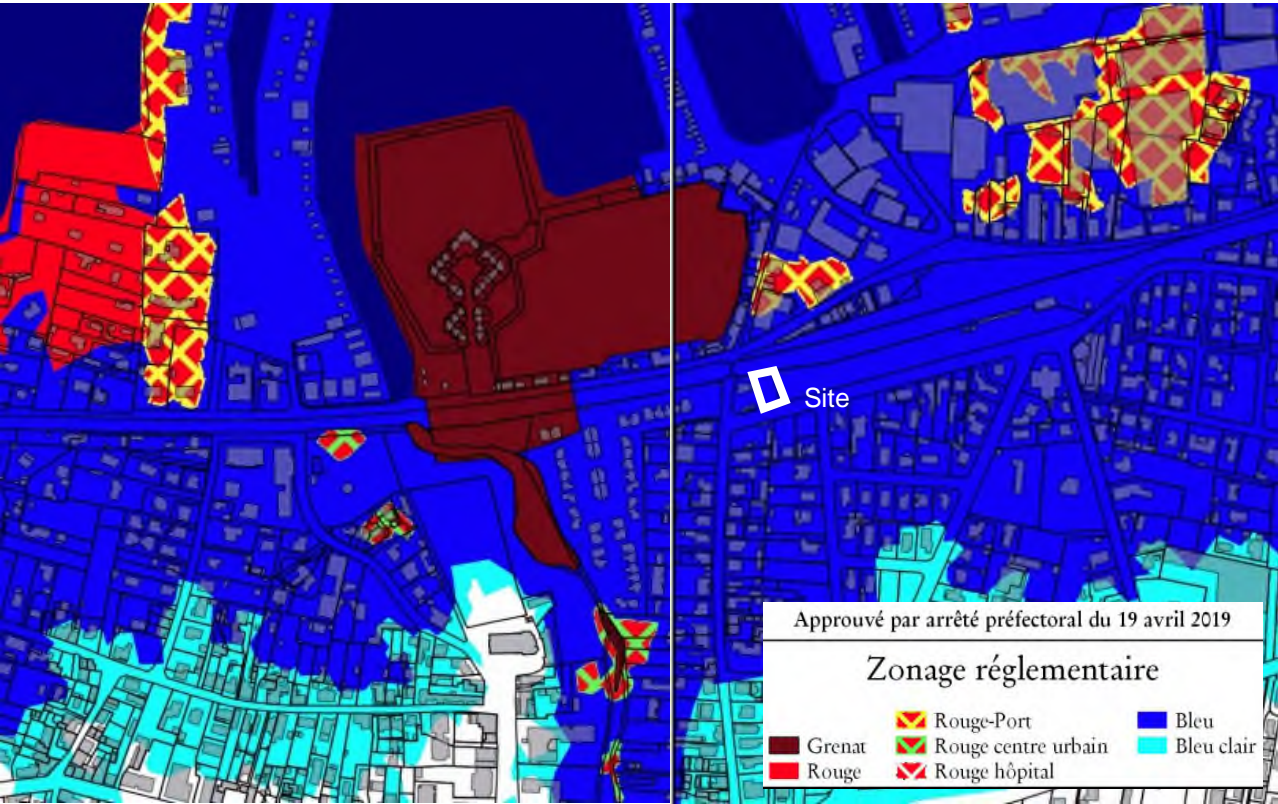 Site
Approuvé par arrêté préfectoral du 19 avril 2019
Zonage réglementaire
Grenat
Rouge
Rouge-Port
Rouge centre urbain
Rouge hôpital
Bleu
Bleu clair